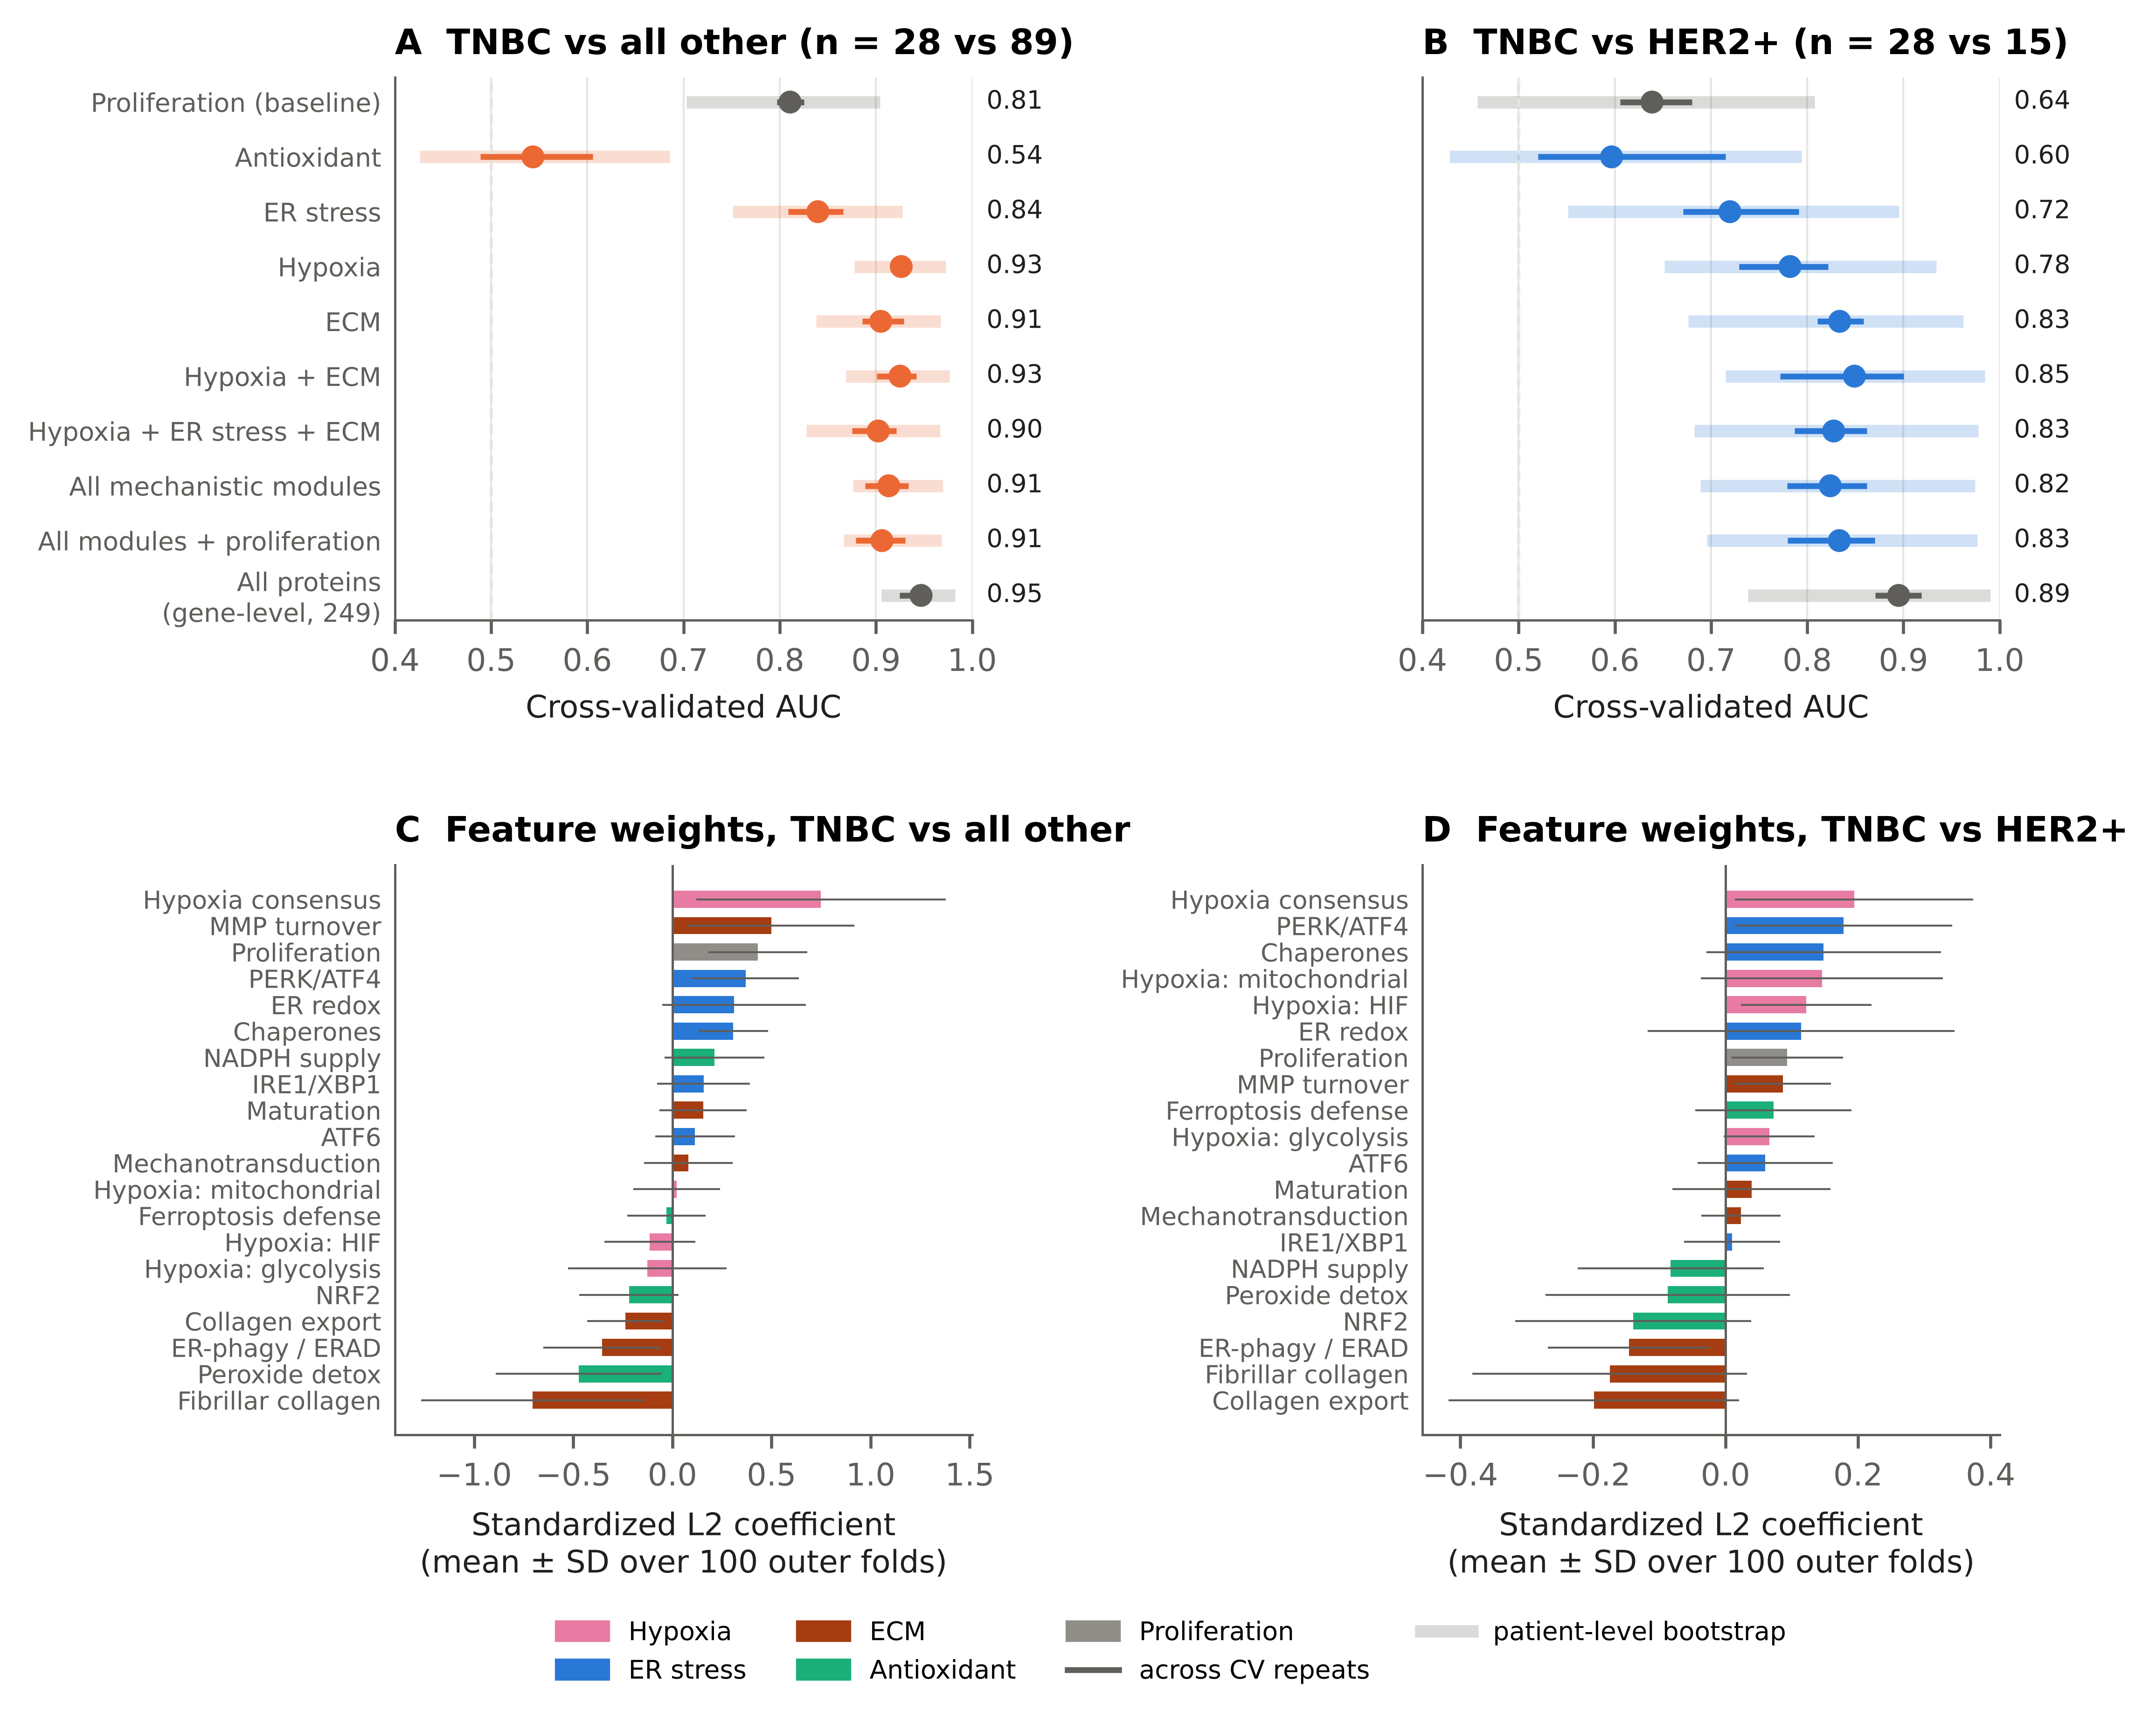 A  TNBC vs all other (n = 28 vs 89)
Proliferation (baseline)
0.81
Antioxidant
0.54
ER stress
0.84
Hypoxia
0.93
ECM
0.91
Hypoxia + ECM
0.93
Hypoxia + ER stress + ECM
0.90
All mechanistic modules
0.91
All modules + proliferation
0.91
All proteins
(gene-level, 249)
0.95
0.4 0.5 0.6 0.7 0.8 0.9 1.0
Cross-validated AUC
B  TNBC vs HER2+ (n = 28 vs 15)
0.64
0.60
0.72
0.78
0.83
0.85
0.83
0.82
0.83
0.89
0.4 0.5 0.6 0.7 0.8 0.9 1.0
Cross-validated AUC
C  Feature weights, TNBC vs all other
Hypoxia consensus
MMP turnover
Proliferation
PERK/ATF4
ER redox
Chaperones
NADPH supply
IRE1/XBP1
Maturation
ATF6
Mechanotransduction
Hypoxia: mitochondrial
Ferroptosis defense
Hypoxia: HIF
Hypoxia: glycolysis
NRF2
Collagen export
ER-phagy / ERAD
Peroxide detox
Fibrillar collagen
−1.0 −0.5 0.0 0.5 1.0 1.5
Standardized L2 coefficient
(mean ± SD over 100 outer folds)
D  Feature weights, TNBC vs HER2+
Hypoxia consensus
PERK/ATF4
Chaperones
Hypoxia: mitochondrial
Hypoxia: HIF
ER redox
Proliferation
MMP turnover
Ferroptosis defense
Hypoxia: glycolysis
ATF6
Maturation
Mechanotransduction
IRE1/XBP1
NADPH supply
Peroxide detox
NRF2
ER-phagy / ERAD
Fibrillar collagen
Collagen export
−0.4 −0.2 0.0 0.2 0.4
Standardized L2 coefficient
(mean ± SD over 100 outer folds)
Hypoxia
ECM
Proliferation
patient-level bootstrap
ER stress
Antioxidant
across CV repeats